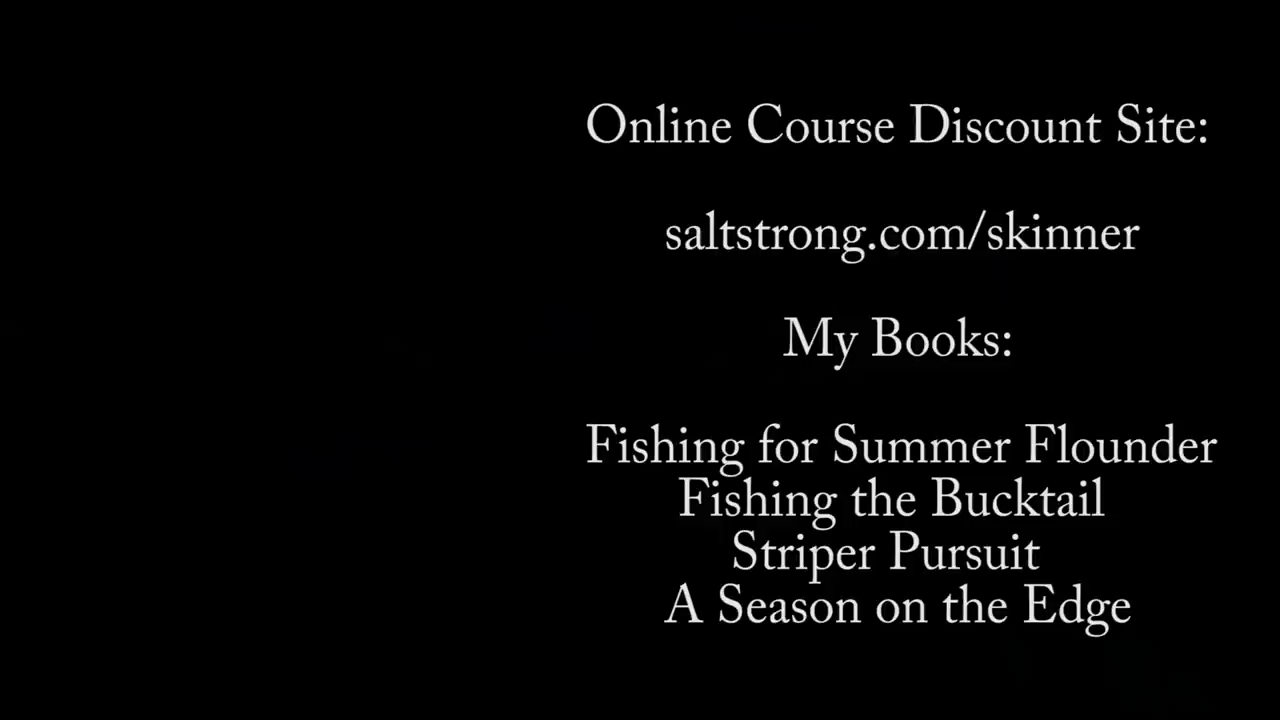 Online Course Discount Site:
saltstrong.com/skinner
My Books:
Fishing for Summer Flounder
Fishing the Bucktail
Striper Pursuit
A Season on the Edge